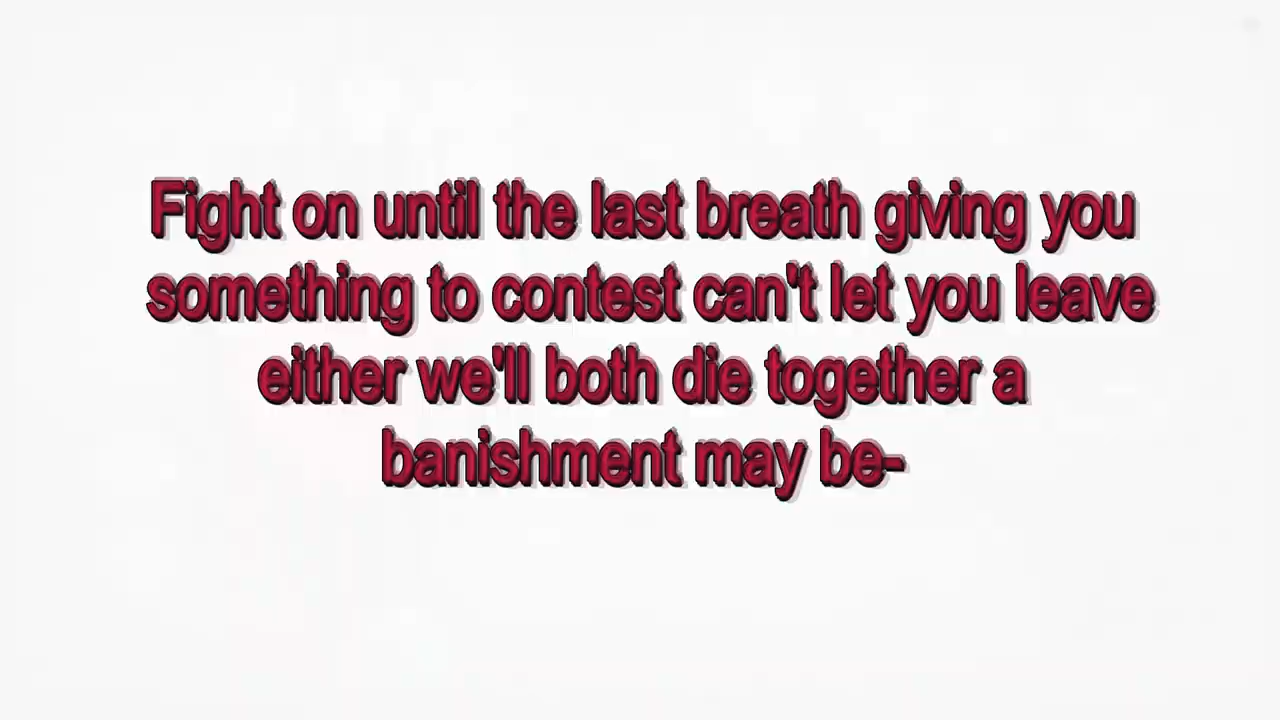 Fight on until the last breath giving you
something to contest can't let you leave
either we'll both die together a
banishment may be-